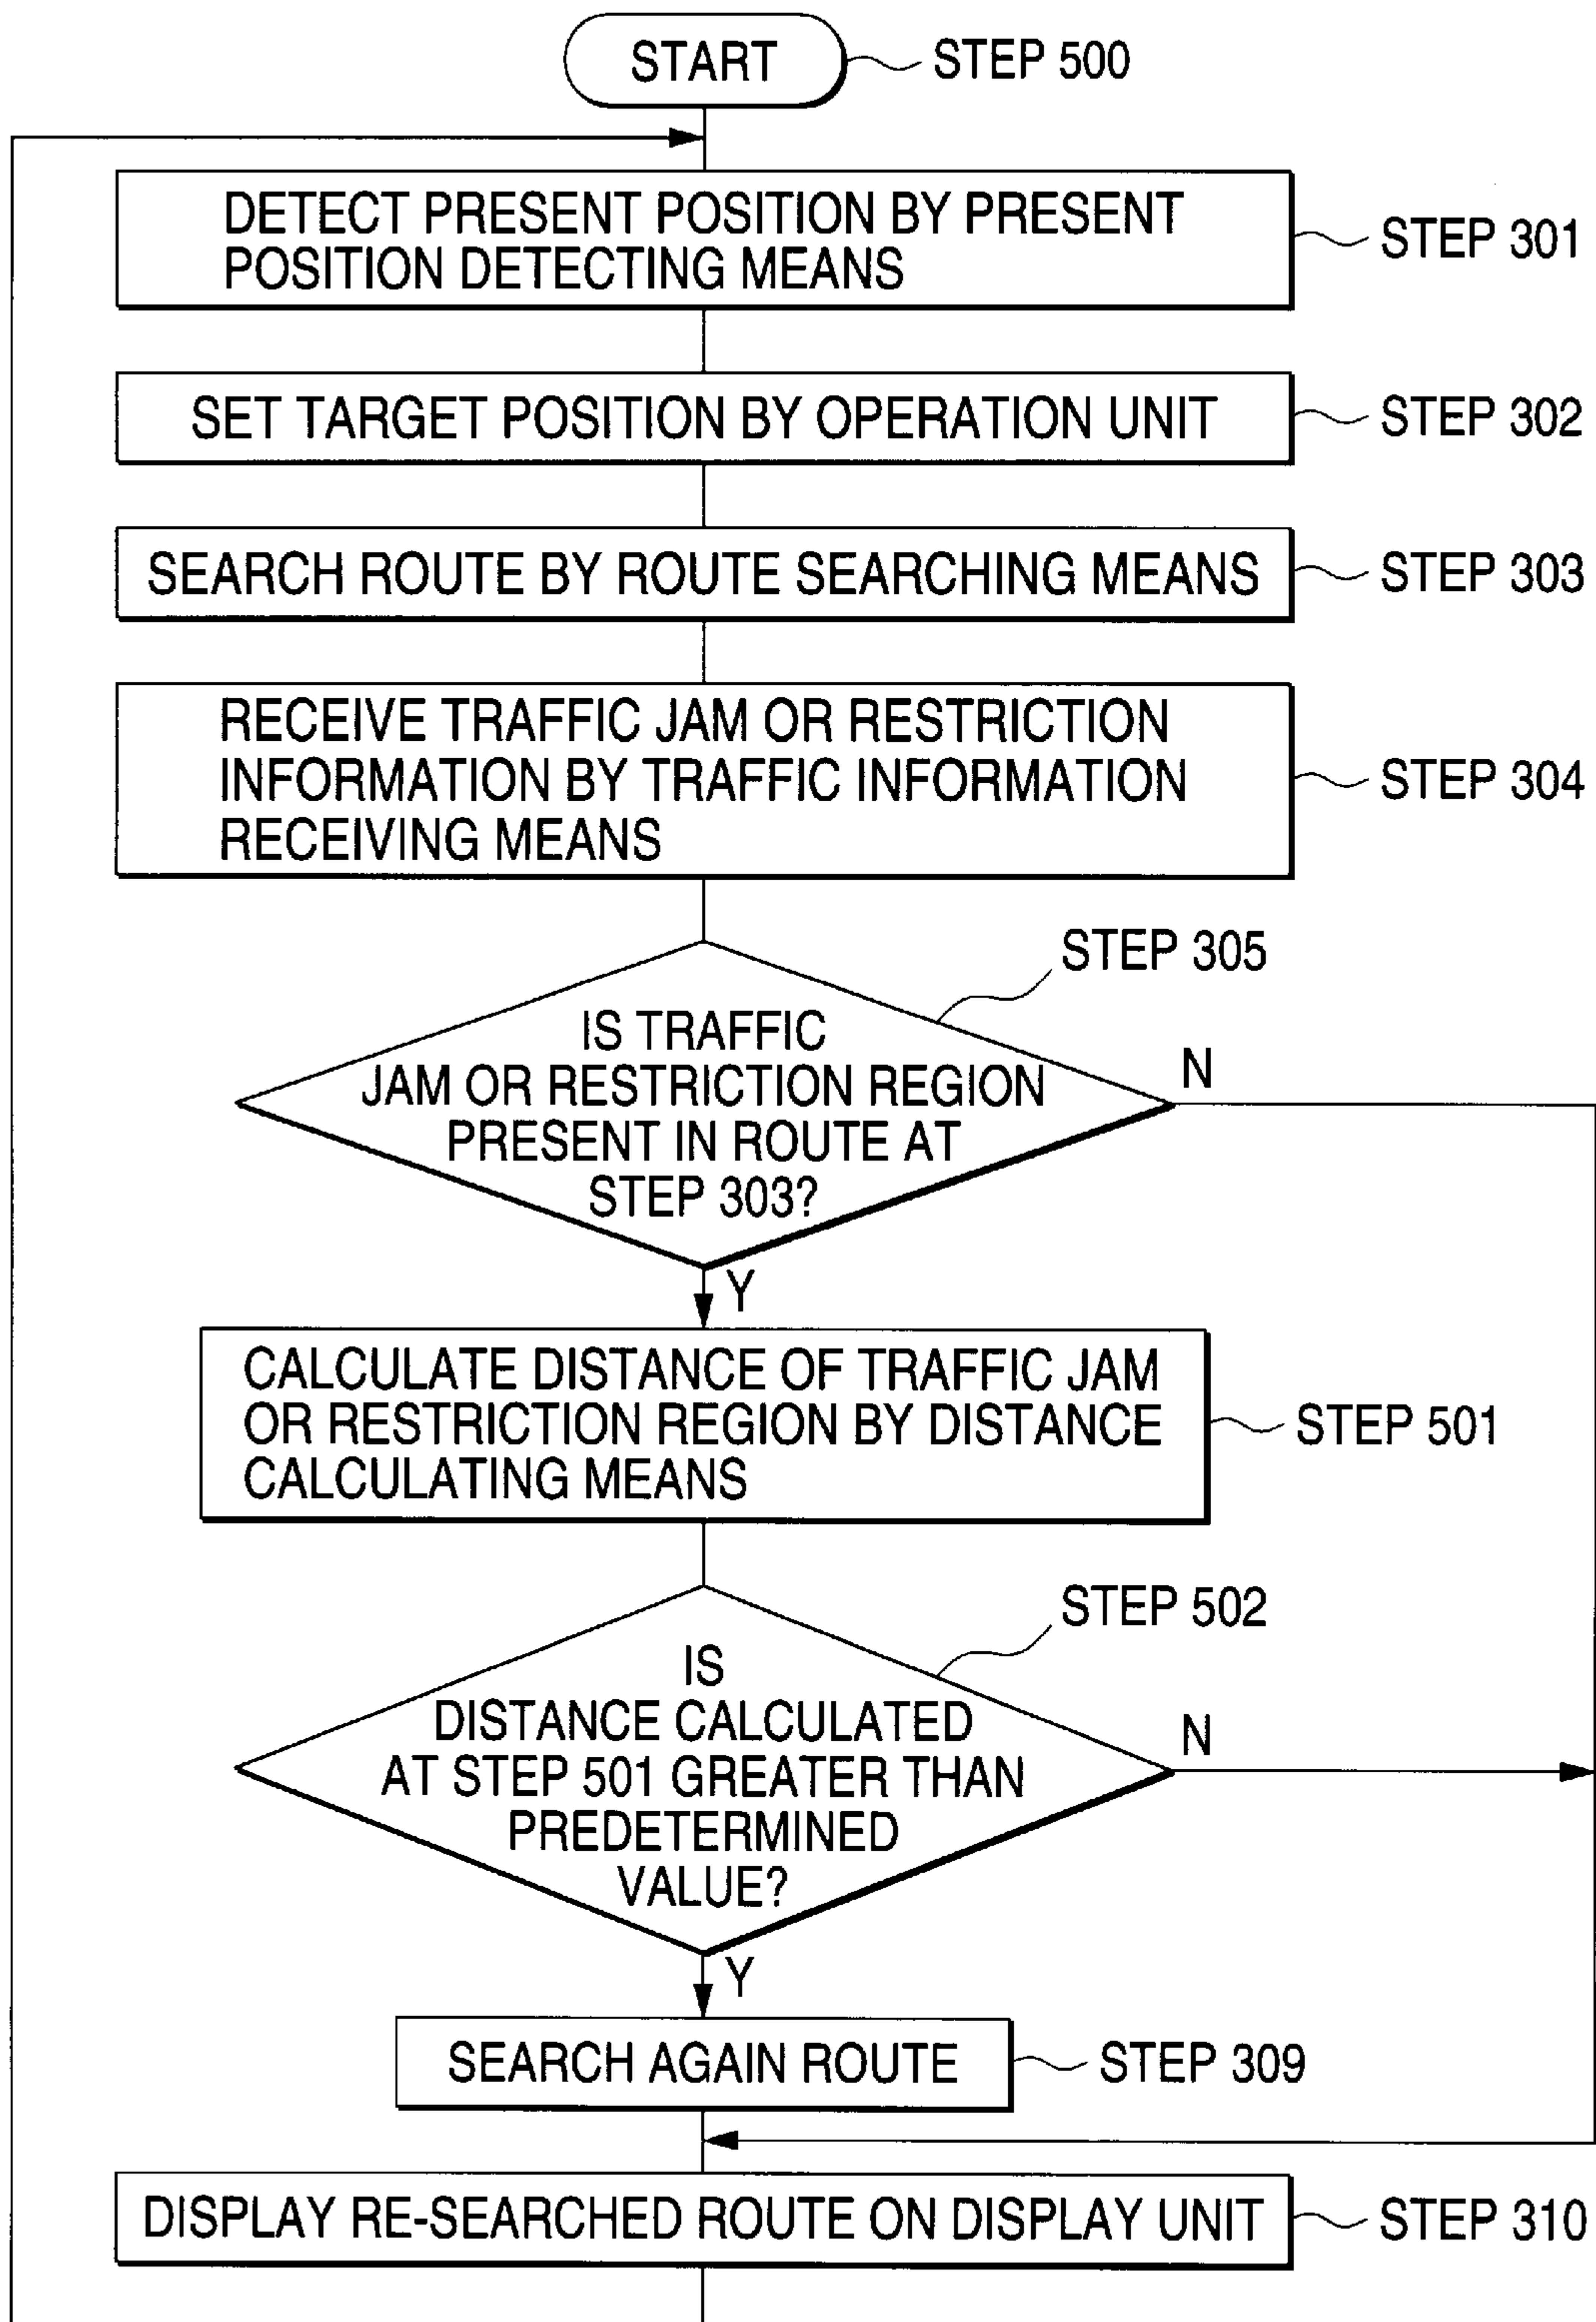 START
STEP 500
DETECT PRESENT POSITION BY PRESENT
POSITION DETECTING MEANS
STEP 301
SET TARGET POSITION BY OPERATION UNIT
STEP 302
SEARCH ROUTE BY ROUTE SEARCHING MEANS
STEP 303
RECEIVE TRAFFIC JAM OR RESTRICTION
INFORMATION BY TRAFFIC INFORMATION
RECEIVING MEANS
STEP 304
STEP 305
IS TRAFFIC
JAM OR RESTRICTION REGION
PRESENT IN ROUTE AT
STEP 303?
N
Y
CALCULATE DISTANCE OF TRAFFIC JAM
OR RESTRICTION REGION BY DISTANCE
CALCULATING MEANS
STEP 501
STEP 502
IS
DISTANCE CALCULATED
AT STEP 501 GREATER THAN
PREDETERMINED
VALUE?
N
Y
SEARCH AGAIN ROUTE
STEP 309
DISPLAY RE-SEARCHED ROUTE ON DISPLAY UNIT
STEP 310